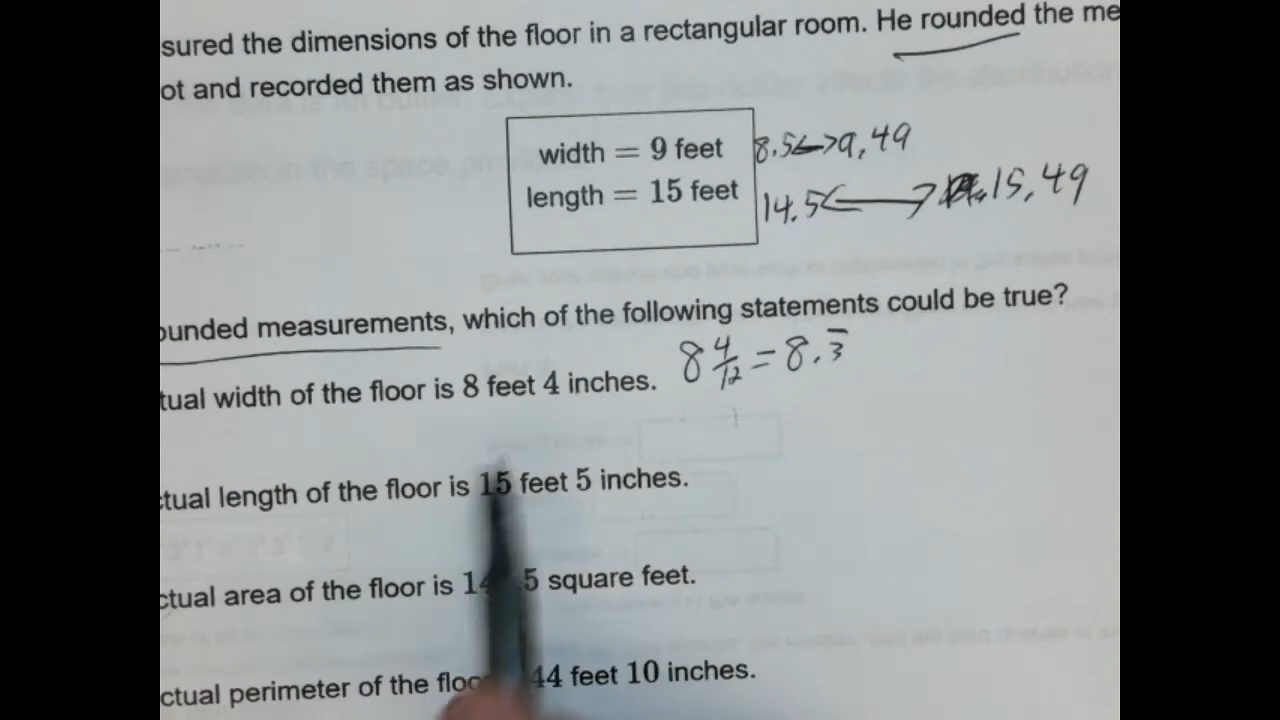 sured the dimensions of the floor in a rectangular room. He rounded the me
ot and recorded them as shown.
width = 9 feet 8.5<->9,49
length = 15 feet 14.5<-> 15,49
ounded measurements, which of the following statements could be true?
tual width of the floor is 8 feet 4 inches. 8 4/12 = 8.3̅
ctual length of the floor is 15 feet 5 inches.
ctual area of the floor is 5 square feet.
ctual perimeter of the 44 feet 10 inches.